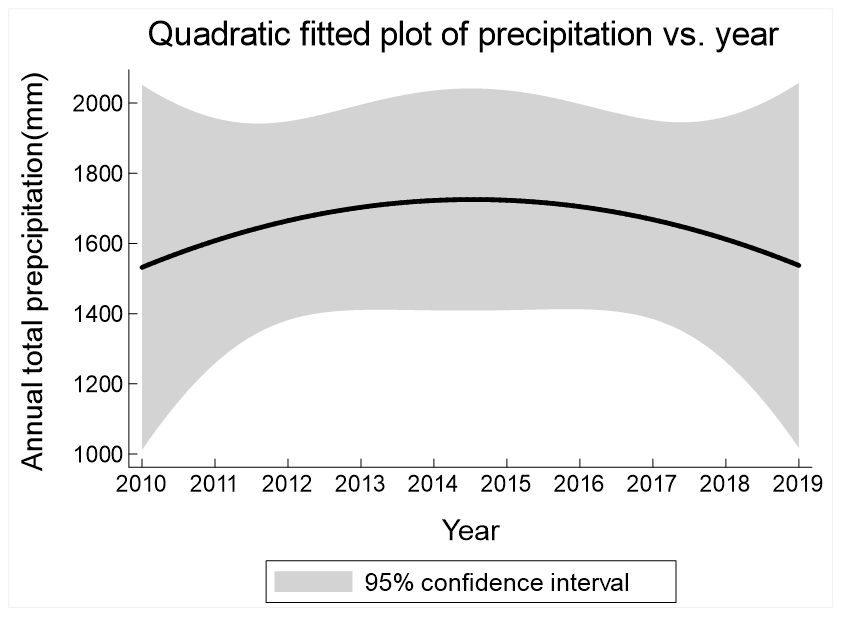 Quadratic fitted plot of precipitation vs. year
Annual total prepcipitation(mm)
2000
1800
1600
1400
1200
1000
2010 2011 2012 2013 2014 2015 2016 2017 2018 2019
Year
95% confidence interval